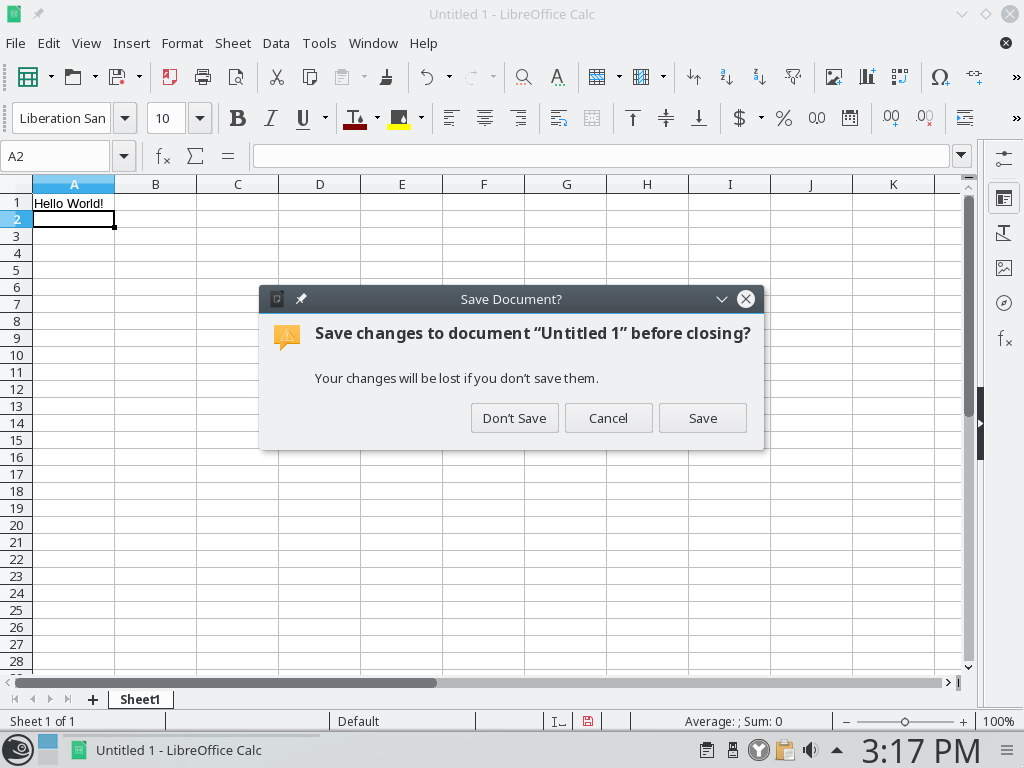 Untitled 1 - LibreOffice Calc
File Edit View Insert Format Sheet Data Tools Window Help
Liberation San 10
A2
A B C D E F G H I J K
1 Hello World!
2
3
4
5
6
7
8
9
10
11
12
13
14
15
16
17
18
19
20
21
22
23
24
25
26
27
28
Save Document?
Save changes to document “Untitled 1” before closing?
Your changes will be lost if you don’t save them.
Don’t Save Cancel Save
Sheet1
Sheet 1 of 1 Default Average: ; Sum: 0 100%
Untitled 1 - LibreOffice Calc 3:17 PM